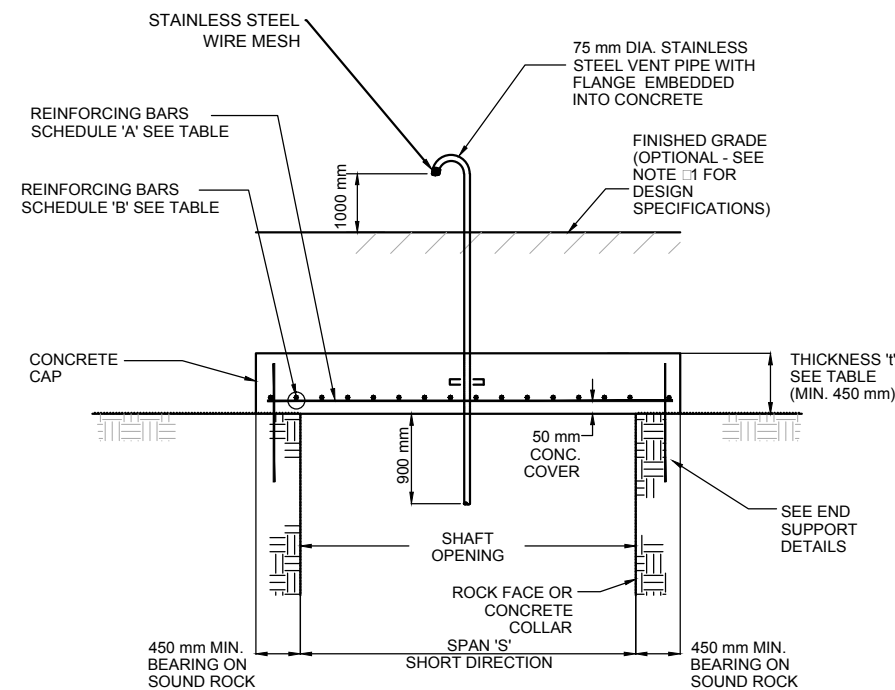 STAINLESS STEEL
WIRE MESH
75 mm DIA. STAINLESS
STEEL VENT PIPE WITH
FLANGE EMBEDDED
INTO CONCRETE
REINFORCING BARS
SCHEDULE 'A' SEE TABLE
FINISHED GRADE
(OPTIONAL - SEE
NOTE □1 FOR
DESIGN
SPECIFICATIONS)
REINFORCING BARS
SCHEDULE 'B' SEE TABLE
1000 mm
CONCRETE
CAP
THICKNESS 't'
SEE TABLE
(MIN. 450 mm)
900 mm
50 mm
CONC.
COVER
SEE END
SUPPORT
DETAILS
SHAFT
OPENING
ROCK FACE OR
CONCRETE
COLLAR
450 mm MIN.
BEARING ON
SOUND ROCK
SPAN 'S'
SHORT DIRECTION
450 mm MIN.
BEARING ON
SOUND ROCK